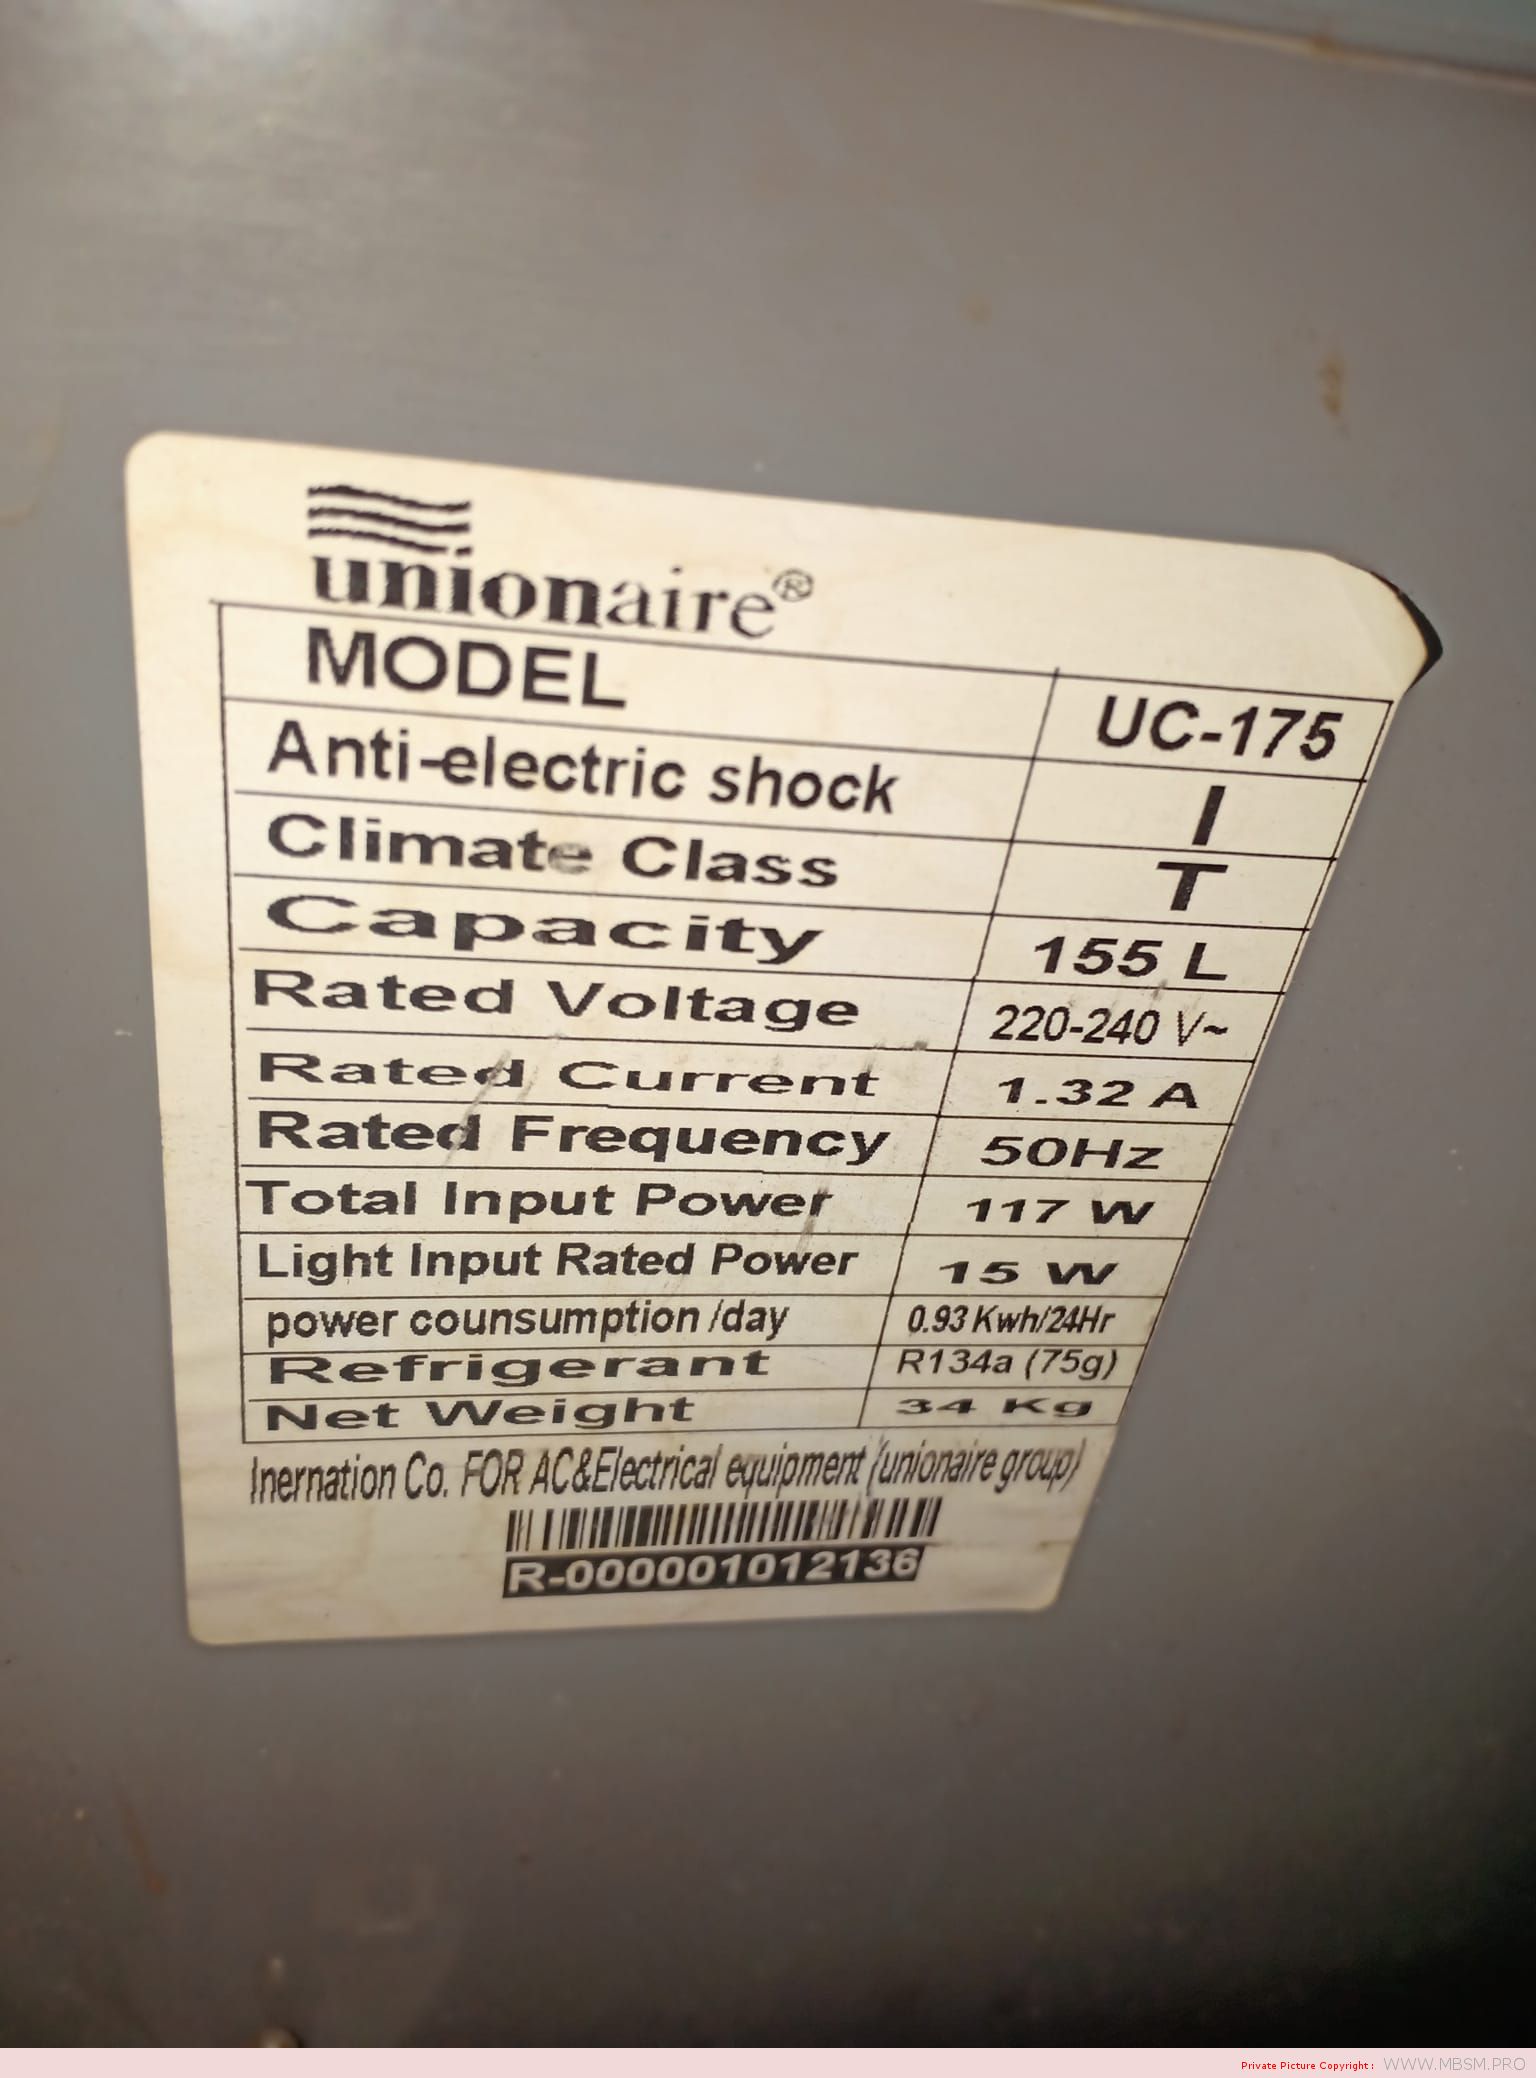 unionaire®
MODEL UC-175
Anti-electric shock I
Climate Class T
Capacity 155 L
Rated Voltage 220-240 V~
Rated Current 1.32 A
Rated Frequency 50Hz
Total Input Power 117 W
Light Input Rated Power 15 W
power counsumption /day 0.93 Kwh/24Hr
Refrigerant R134a (75g)
Net Weight 34 Kg
Inernation Co. FOR AC&Electrical equipment (unionaire group)
R-000001012136
Private Picture Copyright : WWW.MBSM.PRO